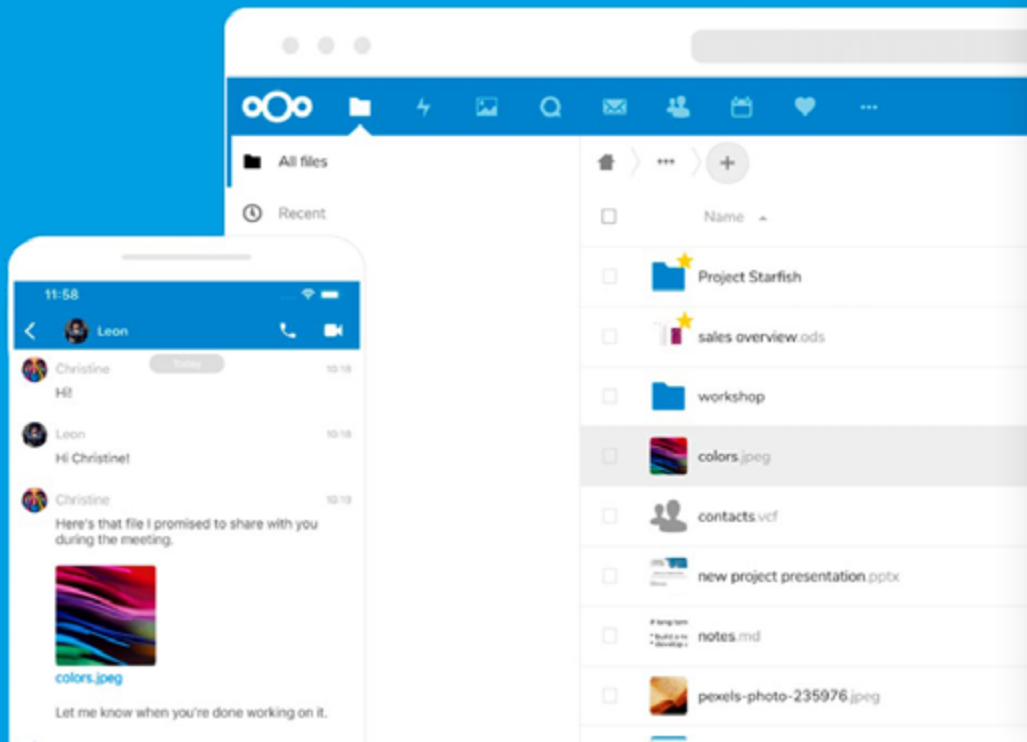 All files
Recent
Name
Project Starfish
sales overview.ods
workshop
colors.jpeg
contacts.vcf
new project presentation.pptx
notes.md
pexels-photo-235976.jpeg
11:58
Leon
Today
Christine 10:18
Hi!
Leon 10:18
Hi Christine!
Christine 10:19
Here's that file I promised to share with you
during the meeting.
colors.jpeg
Let me know when you're done working on it.